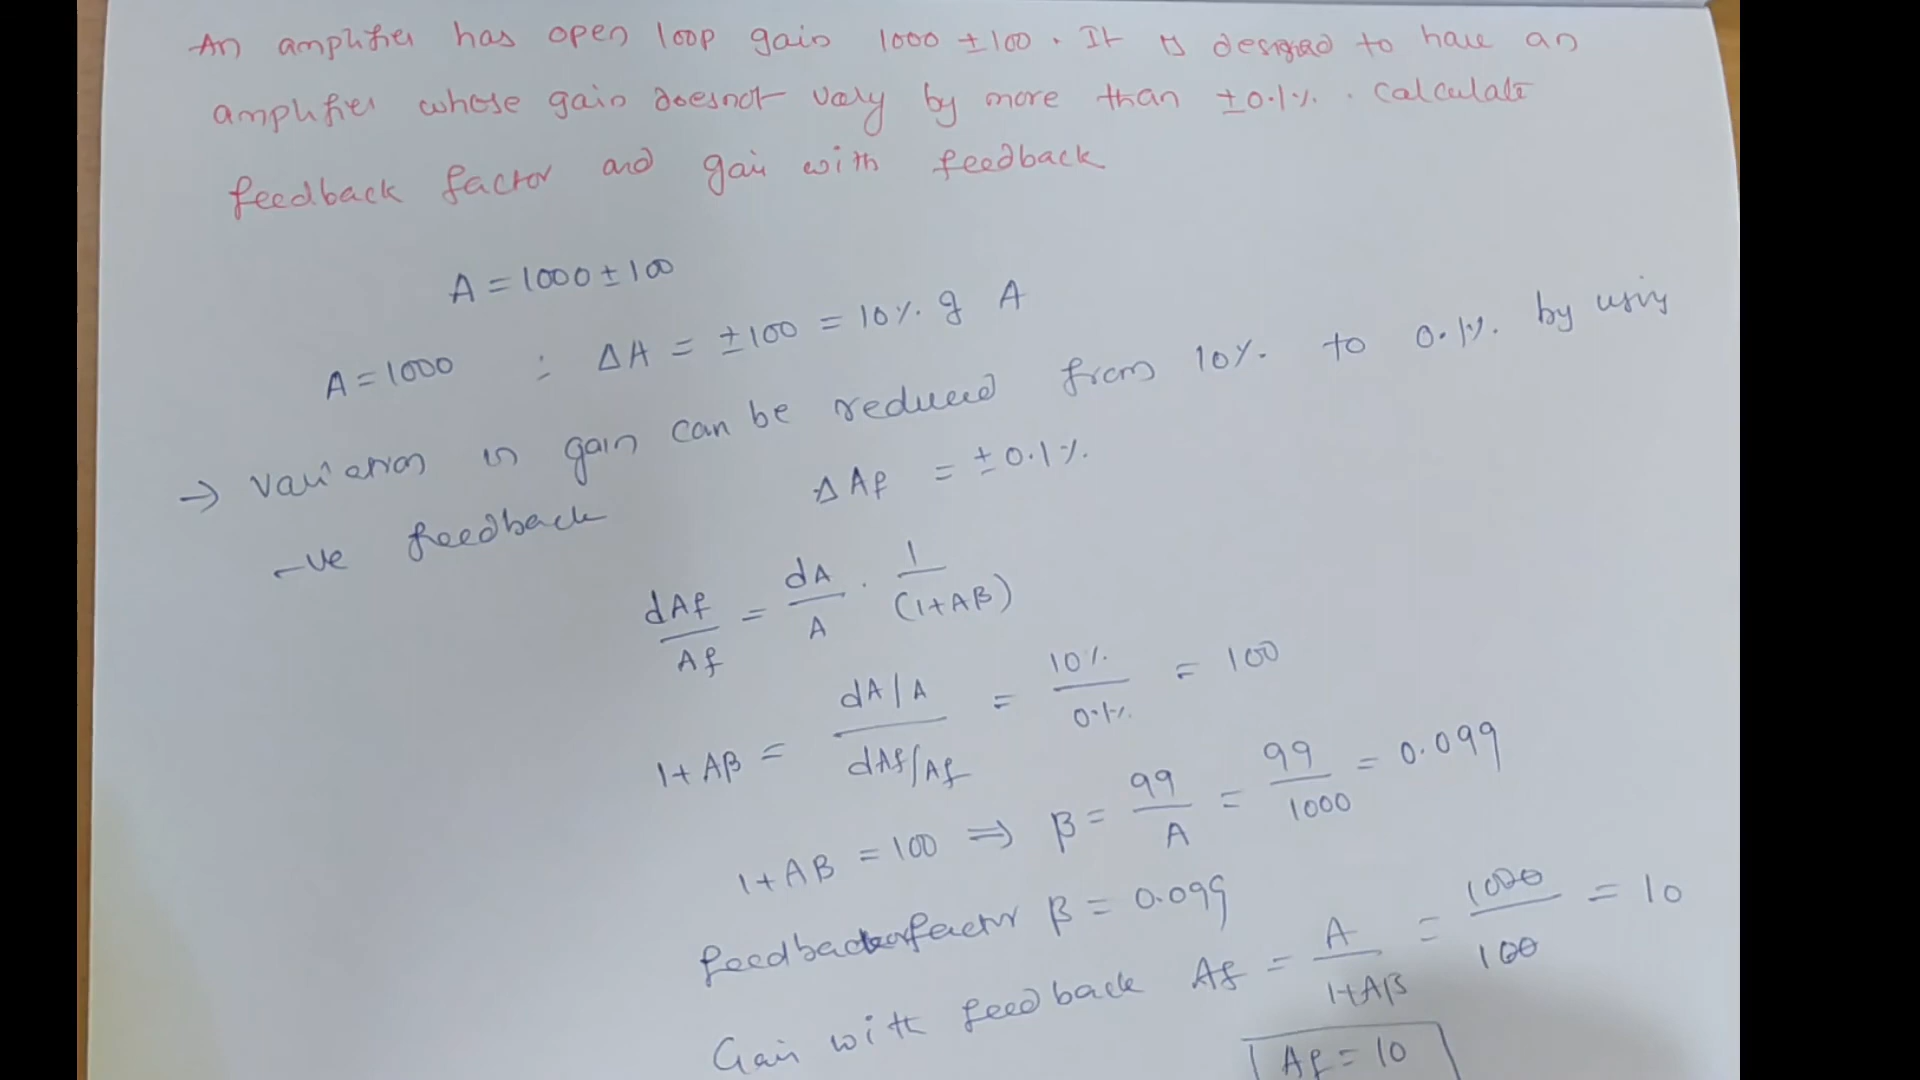 An amplifier has open loop gain 1000 ±100. It is designed to have an
amplifier whose gain doesnot vary by more than ±0.1%. Calculate
feedback factor and gain with feedback
A = 1000 ± 100
A = 1000 ; ΔA = ±100 = 10% of A
→ Variation in gain can be reduced from 10% to 0.1% by using
-ve feedback ΔAf = ±0.1%
dAf/Af = dA/A . 1/(1+Aβ)
1+Aβ = (dA/A)/(dAf/Af) = 10%/0.1% = 100
1+AB = 100 ⇒ β = 99/A = 99/1000 = 0.099
feedback factor β = 0.099
Gain with feedback Af = A/(1+Aβ) = 1000/100 = 10
Af = 10